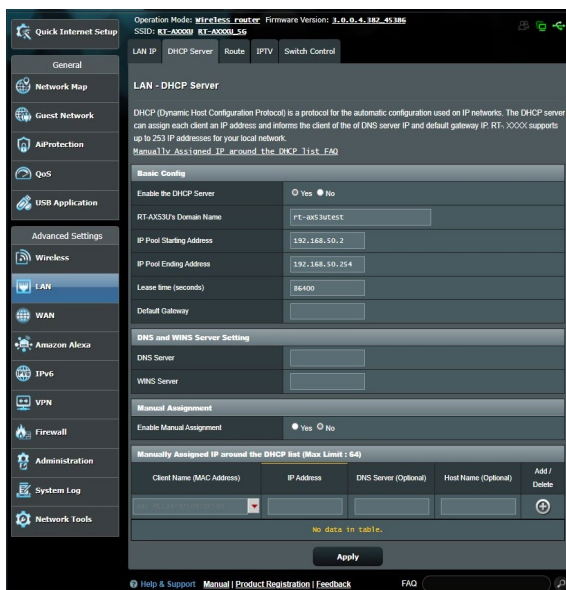 Quick Internet Setup
General
Network Map
Guest Network
AiProtection
QoS
USB Application
Advanced Settings
Wireless
LAN
WAN
Amazon Alexa
IPv6
VPN
Firewall
Administration
System Log
Network Tools
Operation Mode: Wireless router Firmware Version: 3.0.0.4.382_45386
SSID: RT-AXXXU RT-AXXXU_5G
LAN IP DHCP Server Route IPTV Switch Control
LAN - DHCP Server
DHCP (Dynamic Host Configuration Protocol) is a protocol for the automatic configuration used on IP networks. The DHCP server
can assign each client an IP address and informs the client of the of DNS server IP and default gateway IP. RT-XXXX supports
up to 253 IP addresses for your local network.
Manually Assigned IP around the DHCP list FAQ
Basic Config
Enable the DHCP Server Yes No
RT-AX53U's Domain Name rt-ax53utest
IP Pool Starting Address 192.168.50.2
IP Pool Ending Address 192.168.50.254
Lease time (seconds) 86400
Default Gateway
DNS and WINS Server Setting
DNS Server
WINS Server
Manual Assignment
Enable Manual Assignment Yes No
Manually Assigned IP around the DHCP list (Max Limit : 64)
Client Name (MAC Address) IP Address DNS Server (Optional) Host Name (Optional) Add /
Delete
No data in table.
Apply
Help & Support Manual | Product Registration | Feedback FAQ